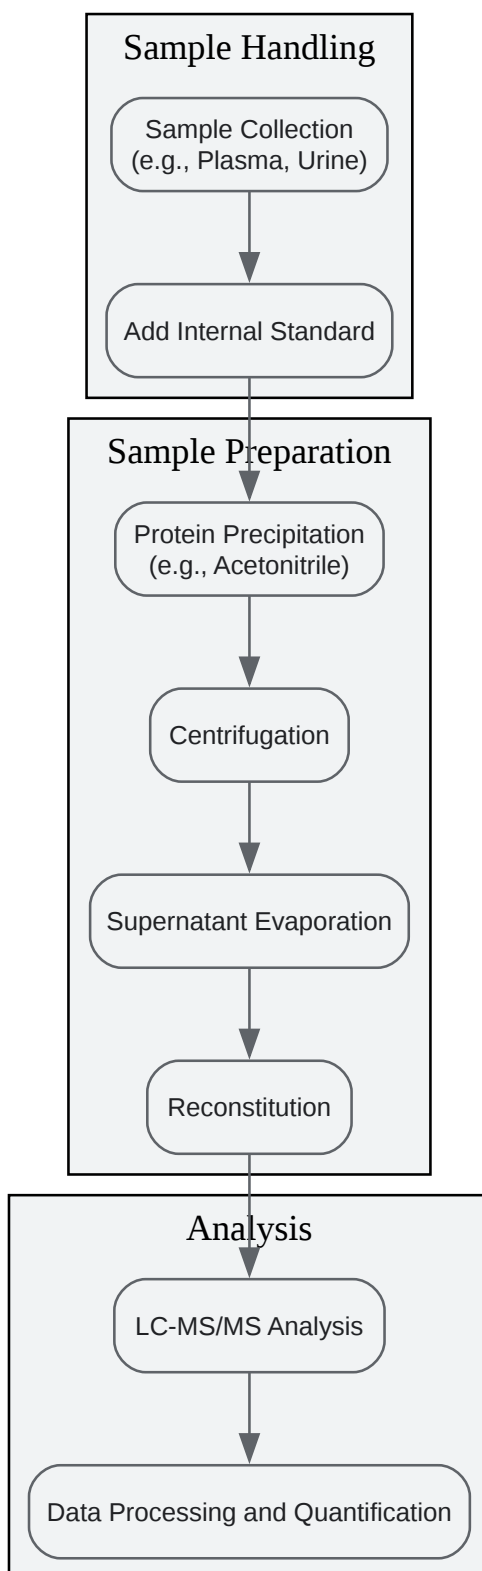 Sample Handling
Sample Collection
(e.g., Plasma, Urine)
Add Internal Standard
Sample Preparation
Protein Precipitation
(e.g., Acetonitrile)
Centrifugation
Supernatant Evaporation
Reconstitution
Analysis
LC-MS/MS Analysis
Data Processing and Quantification